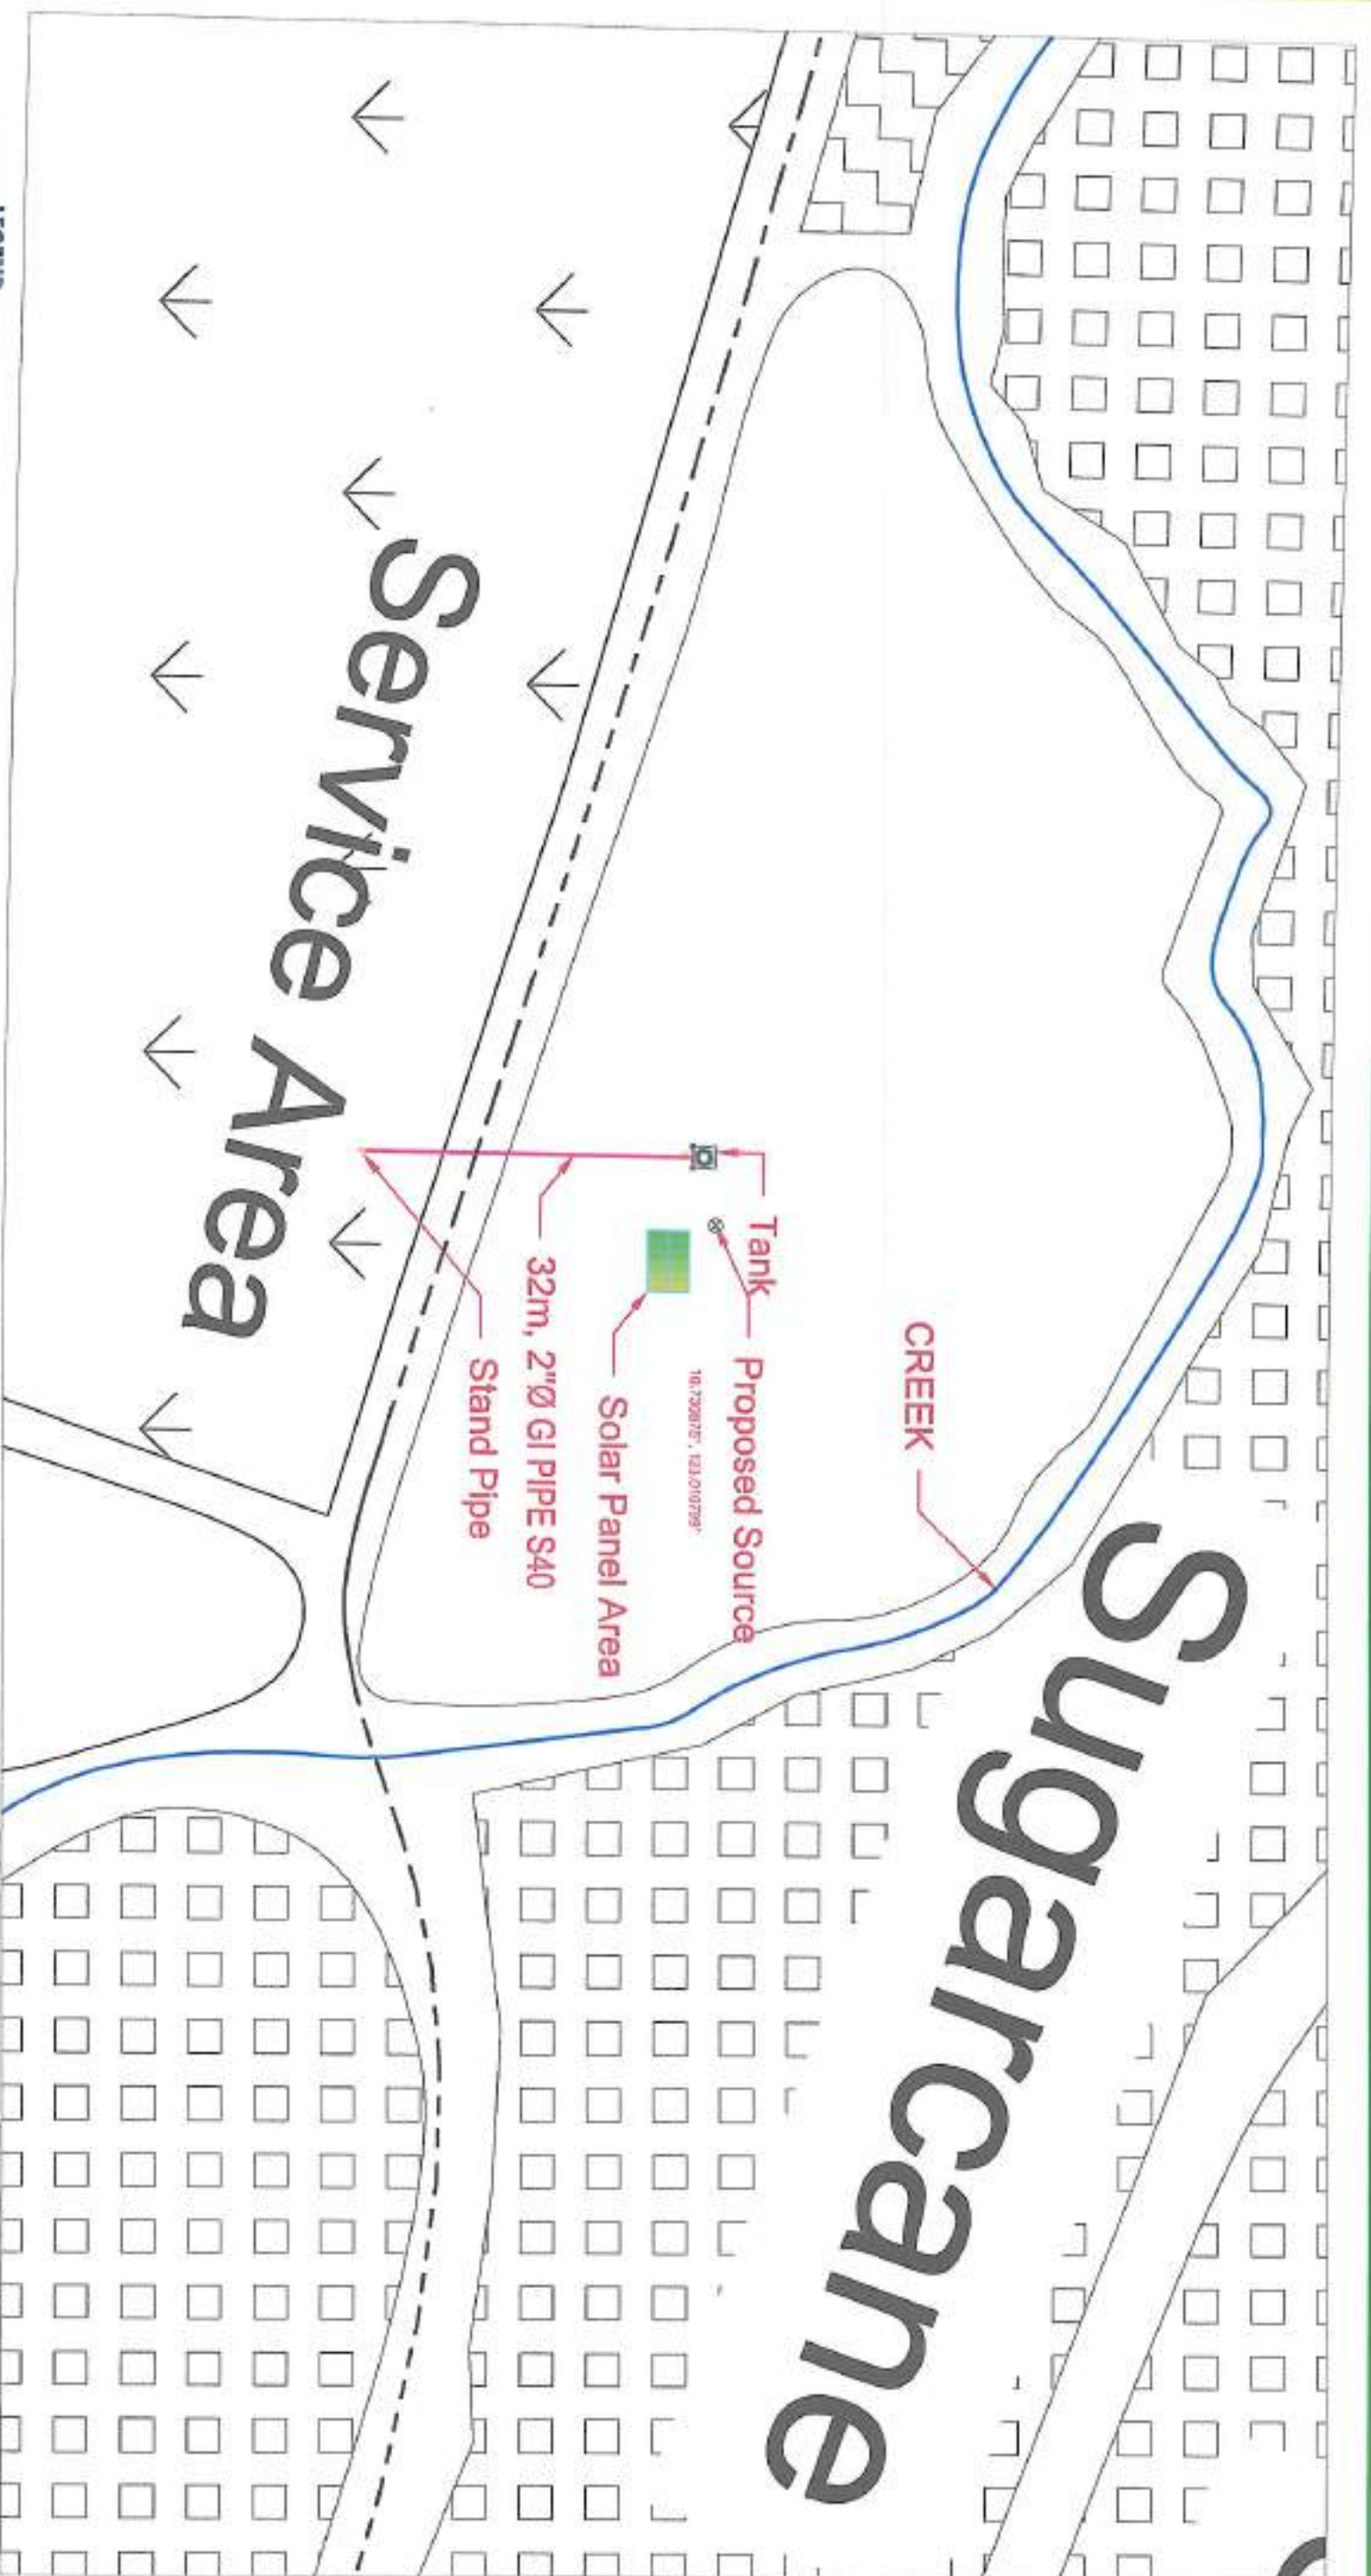 Sugarcane
CREEK
Tank
Proposed Source
Solar Panel Area
32m, 2"Ø GI PIPE S40
Stand Pipe
Service Area